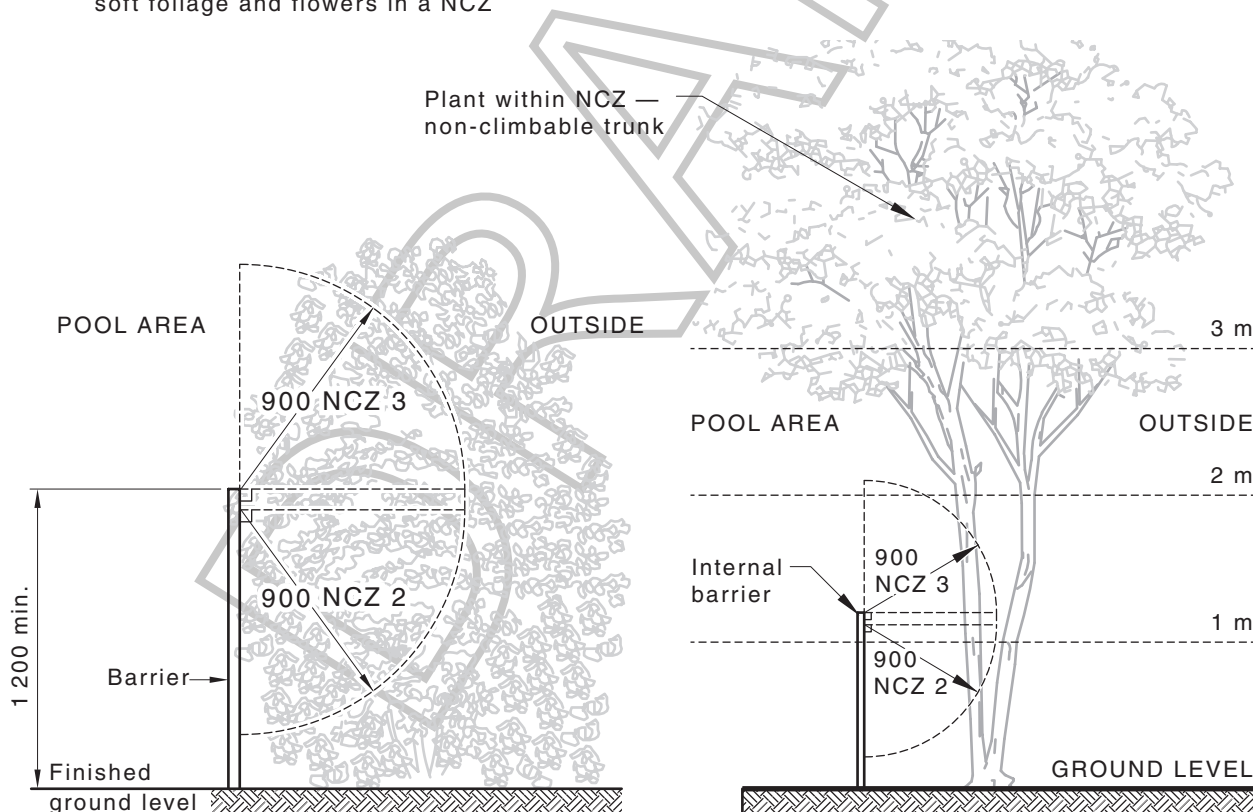 soft foliage and flowers in a NCZ
Plant within NCZ —
non-climbable trunk
POOL AREA
OUTSIDE
900 NCZ 3
900 NCZ 2
1 200 min.
Barrier
Finished
ground level
3 m
POOL AREA
OUTSIDE
2 m
900
NCZ 3
Internal
barrier
1 m
900
NCZ 2
GROUND LEVEL
DRA